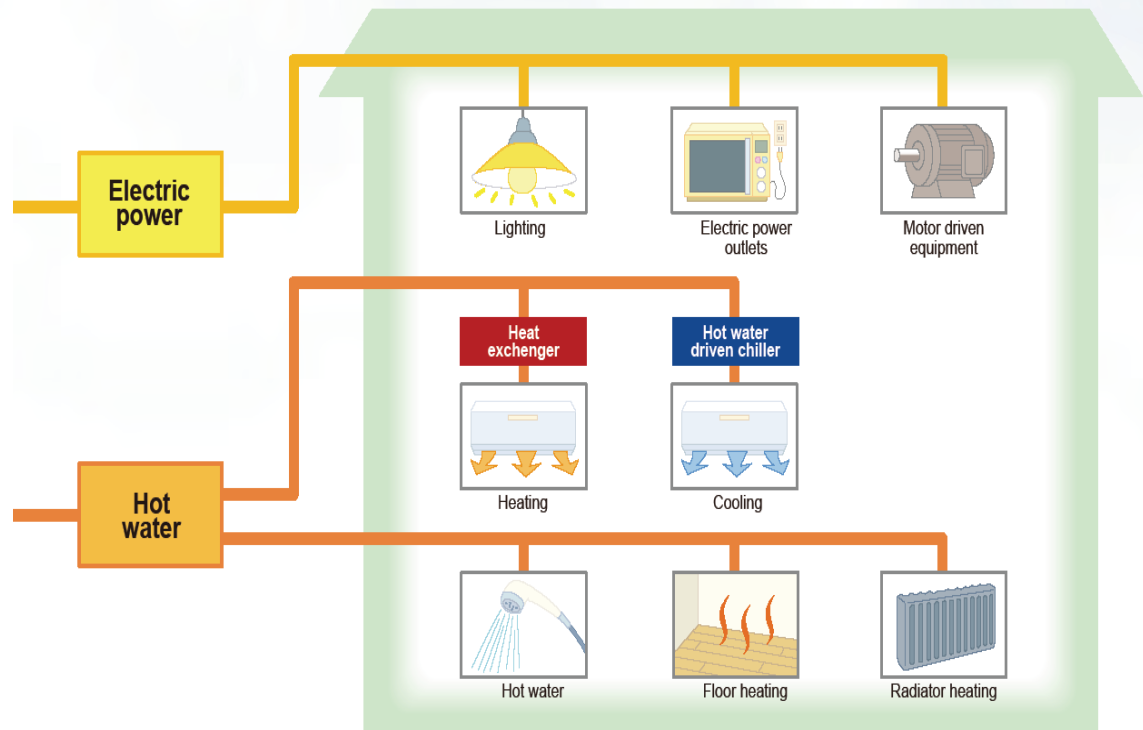 Electric
power
Lighting
Electric power
outlets
Motor driven
equipment
Heat
exchenger
Hot water
driven chiller
Heating
Cooling
Hot
water
Hot water
Floor heating
Radiator heating